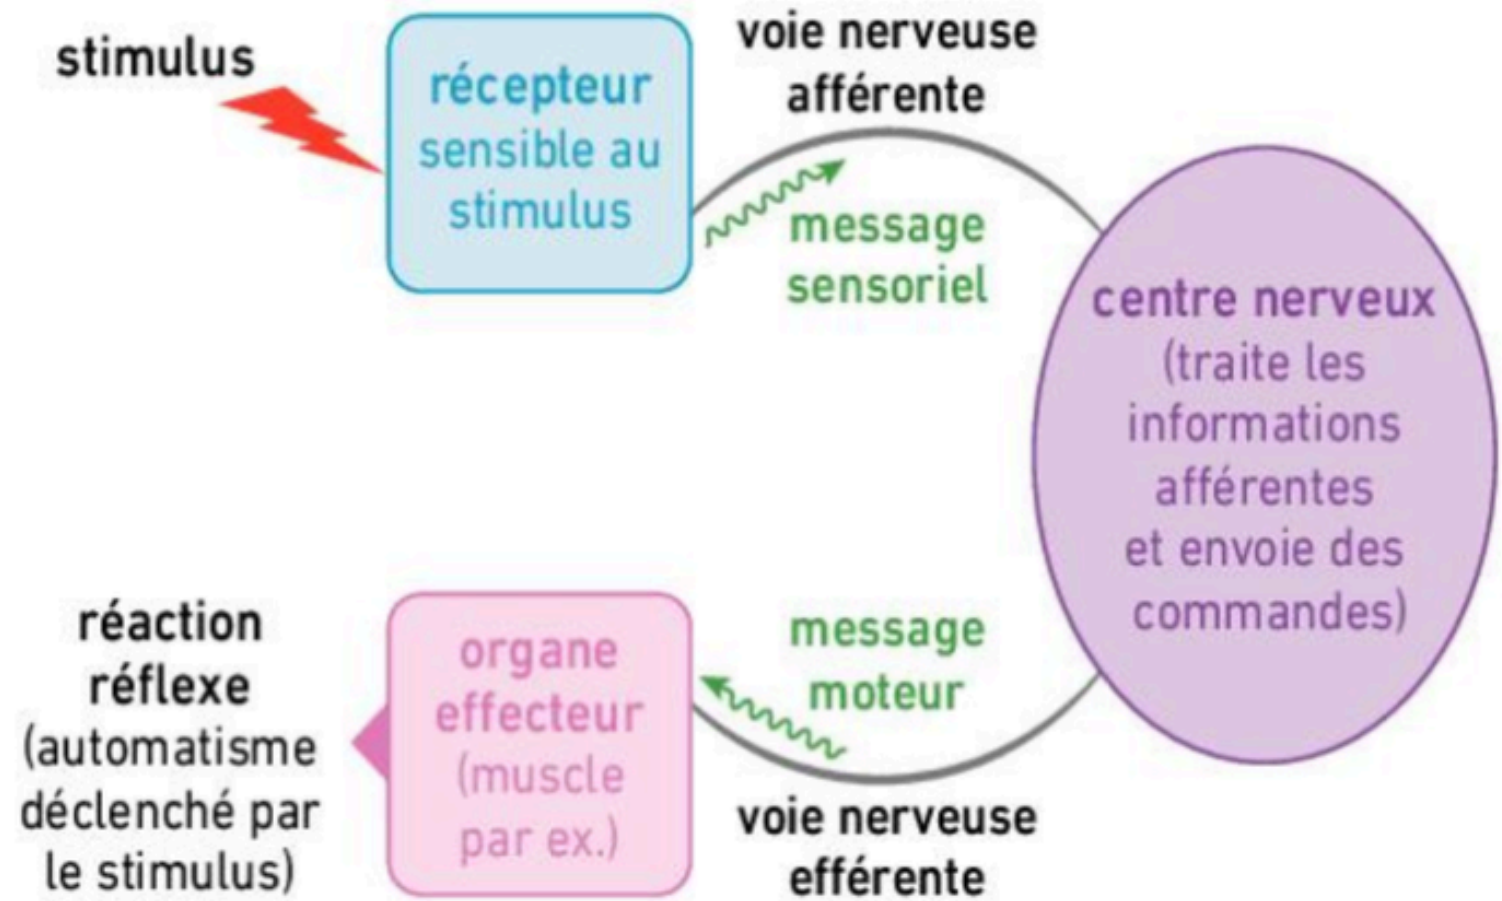 stimulus
récepteur
sensible au
stimulus
voie nerveuse
afférente
message
sensoriel
centre nerveux
(traite les
informations
afférentes
et envoie des
commandes)
message
moteur
voie nerveuse
efférente
organe
effecteur
(muscle
par ex.)
réaction
réflexe
(automatisme
déclenché par
le stimulus)